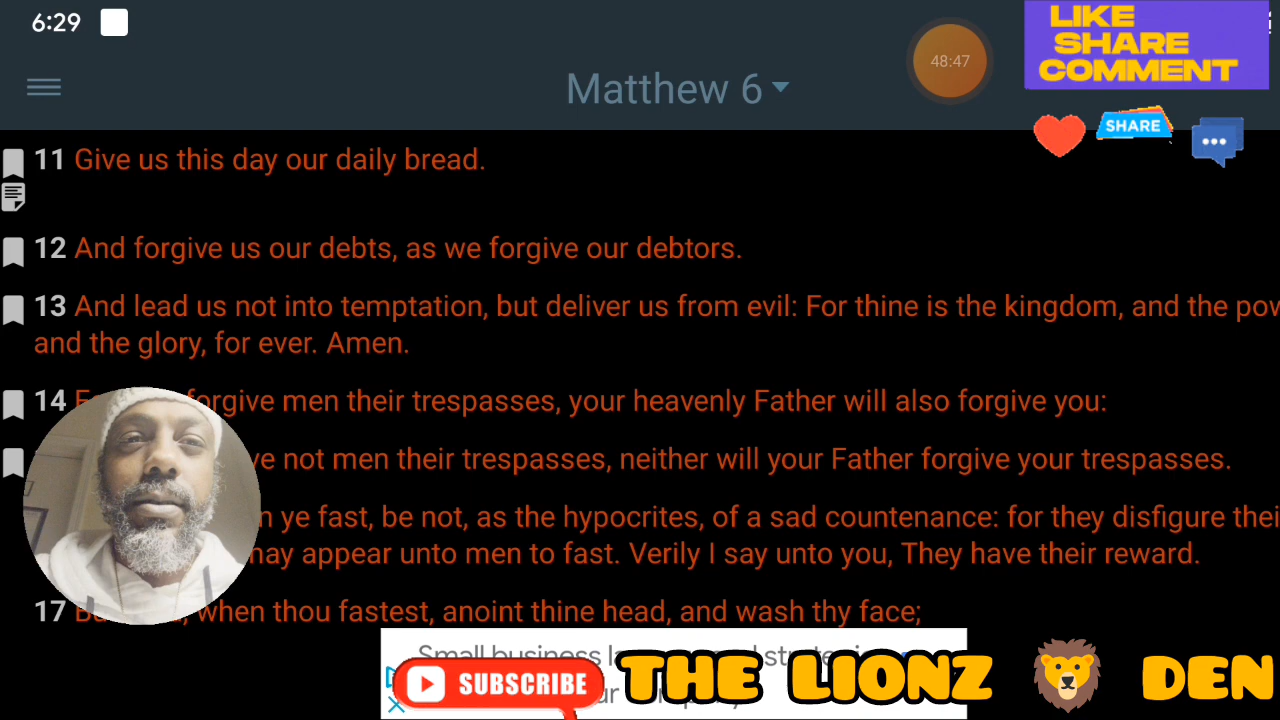 6:29
48:47
LIKE
SHARE
COMMENT
Matthew 6
SHARE
11 Give us this day our daily bread.
12 And forgive us our debts, as we forgive our debtors.
13 And lead us not into temptation, but deliver us from evil: For thine is the kingdom, and the pow
and the glory, for ever. Amen.
14 forgive men their trespasses, your heavenly Father will also forgive you:
not men their trespasses, neither will your Father forgive your trespasses.
ye fast, be not, as the hypocrites, of a sad countenance: for they disfigure thei
may appear unto men to fast. Verily I say unto you, They have their reward.
17 when thou fastest, anoint thine head, and wash thy face;
Small business
SUBSCRIBE
THE LIONZ DEN